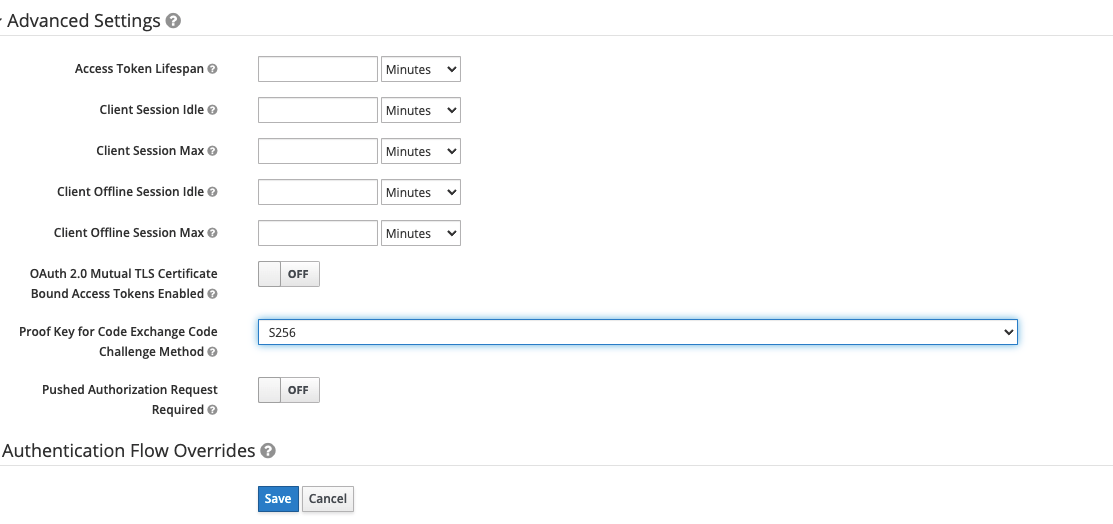 Advanced Settings
Access Token Lifespan Minutes
Client Session Idle Minutes
Client Session Max Minutes
Client Offline Session Idle Minutes
Client Offline Session Max Minutes
OAuth 2.0 Mutual TLS Certificate
Bound Access Tokens Enabled OFF
Proof Key for Code Exchange Code
Challenge Method S256
Pushed Authorization Request
Required OFF
Authentication Flow Overrides
Save Cancel